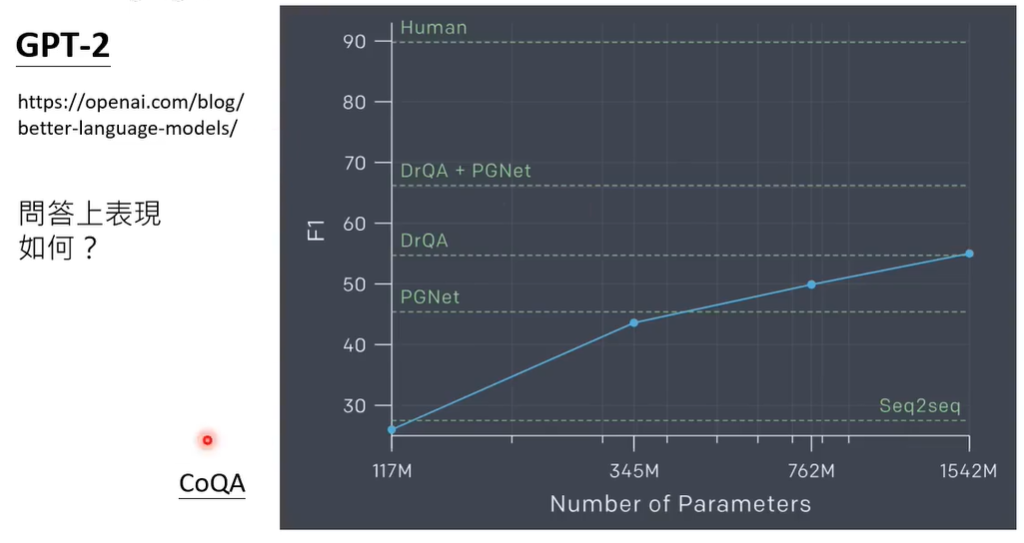 GPT-2
https://openai.com/blog/
better-language-models/
問答上表現
如何？
CoQA
Human
90
80
70
DrQA + PGNet
60
F1
DrQA
50
PGNet
40
30
Seq2seq
117M 345M 762M 1542M
Number of Parameters